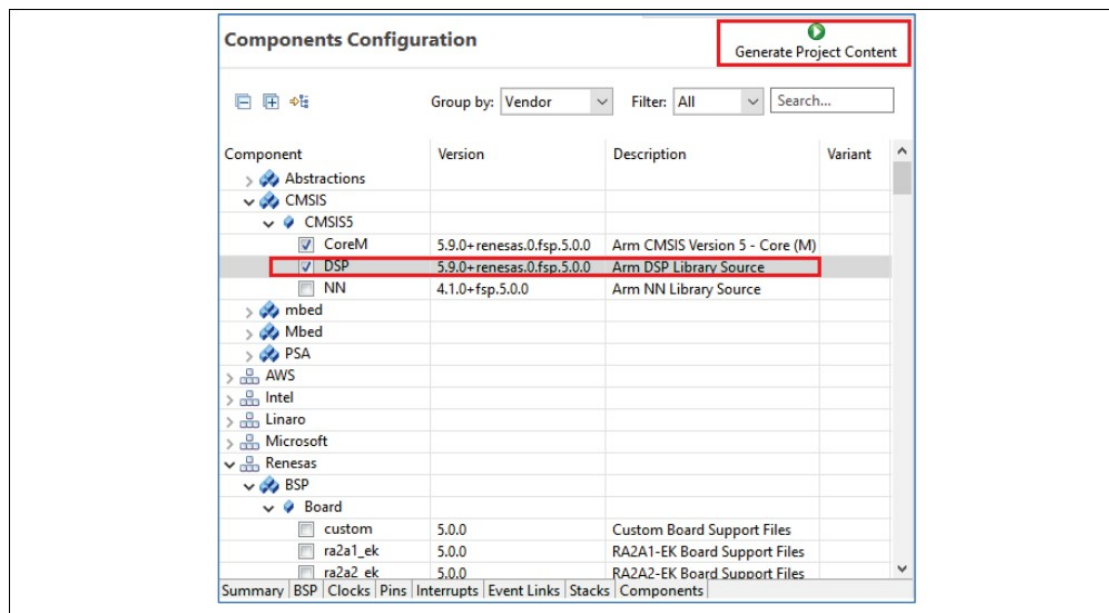 Components Configuration
Generate Project Content
Group by: Vendor Filter: All Search...
Component Version Description Variant
Abstractions
CMSIS
CMSIS5
CoreM 5.9.0+renesas.0.fsp.5.0.0 Arm CMSIS Version 5 - Core (M)
DSP 5.9.0+renesas.0.fsp.5.0.0 Arm DSP Library Source
NN 4.1.0+fsp.5.0.0 Arm NN Library Source
mbed
Mbed
PSA
AWS
Intel
Linaro
Microsoft
Renesas
BSP
Board
custom 5.0.0 Custom Board Support Files
ra2a1_ek 5.0.0 RA2A1-EK Board Support Files
ra2a2_ek 5.0.0 RA2A2-EK Board Support Files
Summary BSP Clocks Pins Interrupts Event Links Stacks Components